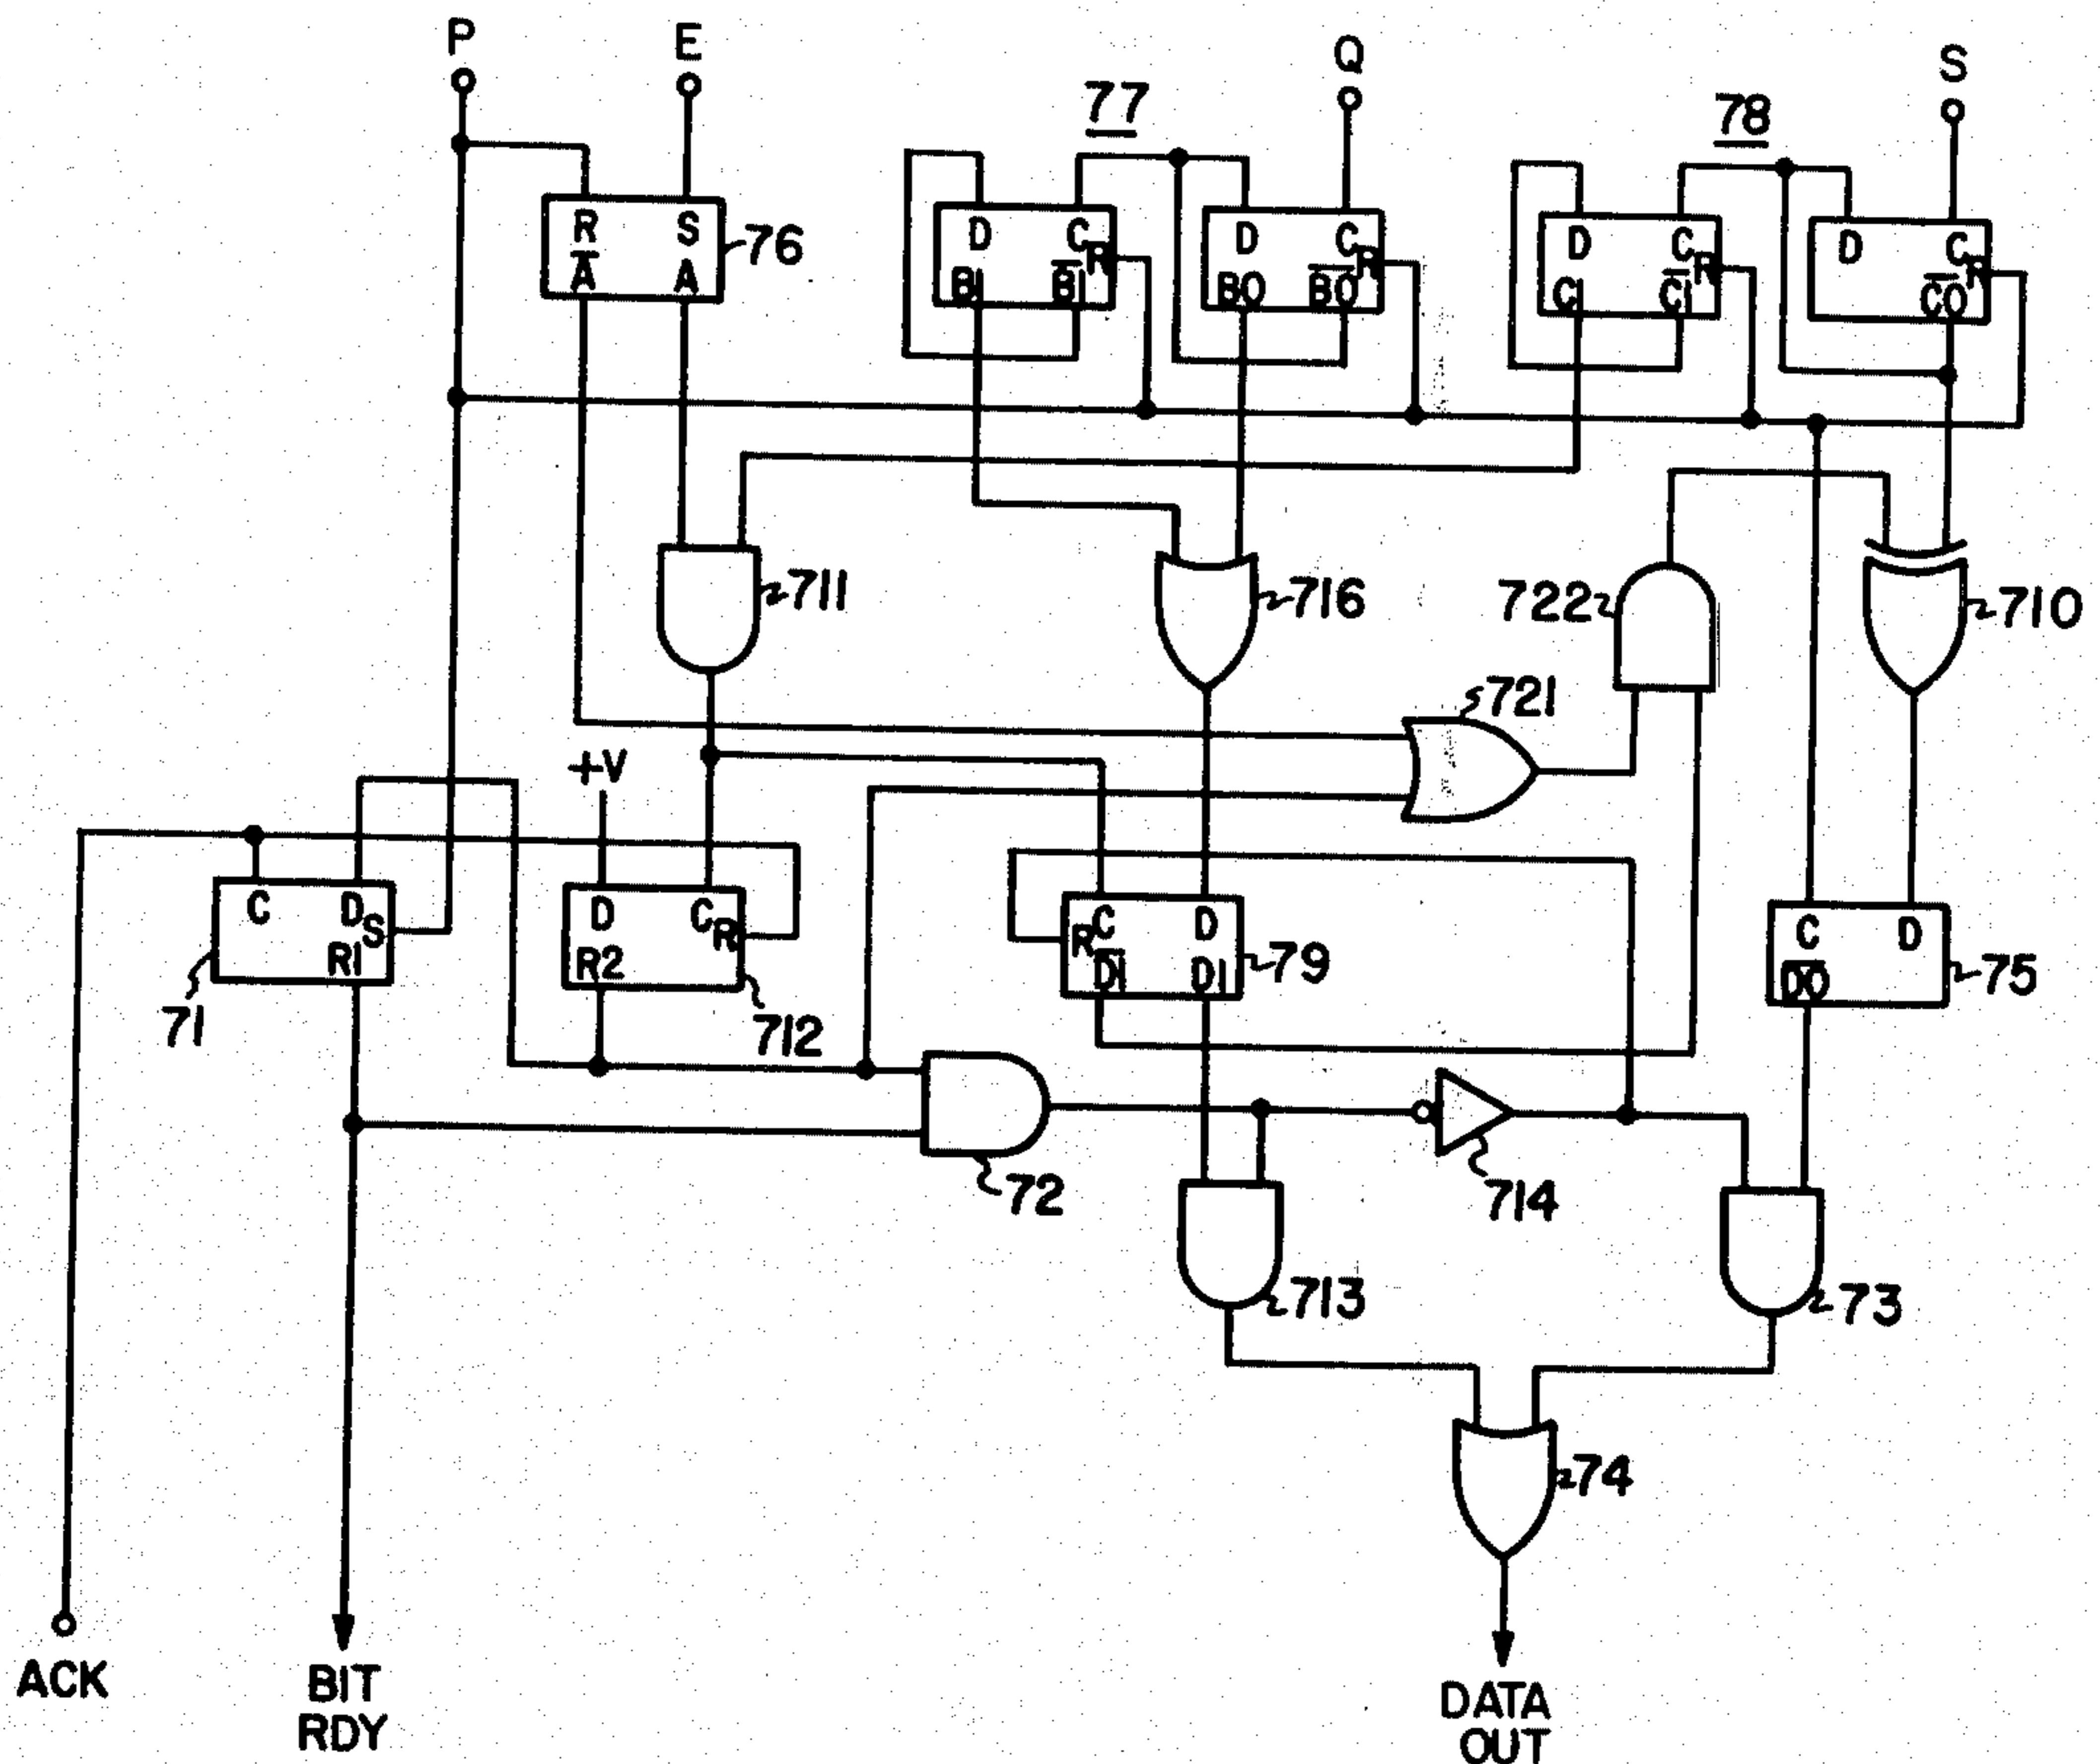 P
E
77
Q
78
S
R S
A̅ A
76
D C
R
B1 B̅1̅
D C
R
B0 B̅0̅
D C
R
C1 C̅1̅
D C
R
C̅0̅
711
716
722
710
721
+V
C D
S
R1
71
D C
R
R2
712
C D
R
D̅1̅ D1
79
C D
D̅0̅
75
72
714
713
73
74
ACK
BIT
RDY
DATA
OUT